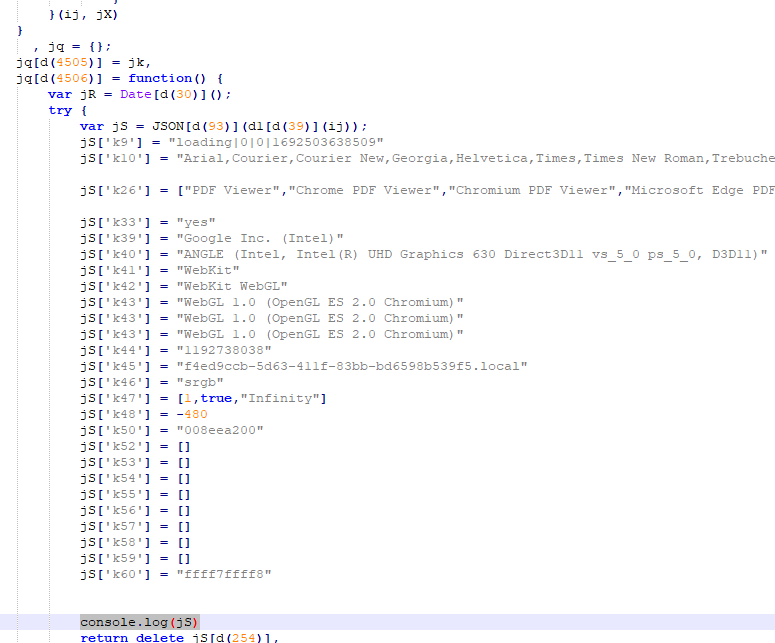 }(ij, jX)
}
, jq = {};
jq[d(4505)] = jk,
jq[d(4506)] = function() {
var jR = Date[d(30)]();
try {
var jS = JSON[d(93)](dl[d(39)](ij));
jS['k9'] = "loading|0|0|1692503638509"
jS['k10'] = "Arial,Courier,Courier New,Georgia,Helvetica,Times,Times New Roman,Trebuche
jS['k26'] = ["PDF Viewer","Chrome PDF Viewer","Chromium PDF Viewer","Microsoft Edge PDF
jS['k33'] = "yes"
jS['k39'] = "Google Inc. (Intel)"
jS['k40'] = "ANGLE (Intel, Intel(R) UHD Graphics 630 Direct3D11 vs_5_0 ps_5_0, D3D11)"
jS['k41'] = "WebKit"
jS['k42'] = "WebKit WebGL"
jS['k43'] = "WebGL 1.0 (OpenGL ES 2.0 Chromium)"
jS['k43'] = "WebGL 1.0 (OpenGL ES 2.0 Chromium)"
jS['k43'] = "WebGL 1.0 (OpenGL ES 2.0 Chromium)"
jS['k44'] = "1192738038"
jS['k45'] = "f4ed9ccb-5d63-411f-83bb-bd6598b539f5.local"
jS['k46'] = "srgb"
jS['k47'] = [1,true,"Infinity"]
jS['k48'] = -480
jS['k50'] = "008eea200"
jS['k52'] = []
jS['k53'] = []
jS['k54'] = []
jS['k55'] = []
jS['k56'] = []
jS['k57'] = []
jS['k58'] = []
jS['k59'] = []
jS['k60'] = "ffff7ffff8"
console.log(jS)
return delete jS[d(254)],